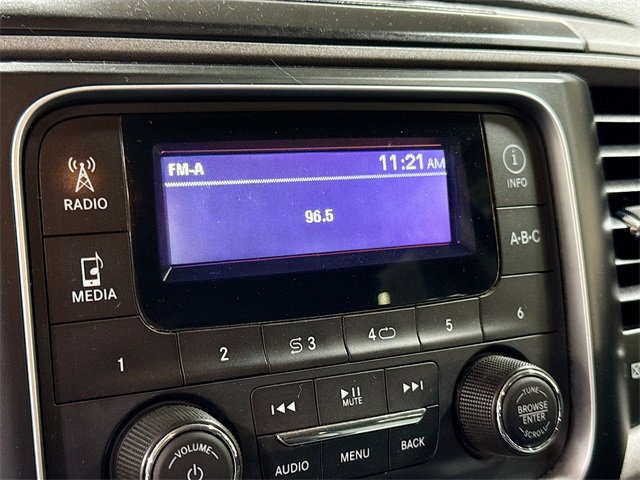 FM-A 11:21 AM
96.5
RADIO
MEDIA
INFO
A•B•C
1 2 3 4 5 6
MUTE
AUDIO MENU BACK
VOLUME
TUNE
BROWSE
ENTER
SCROLL